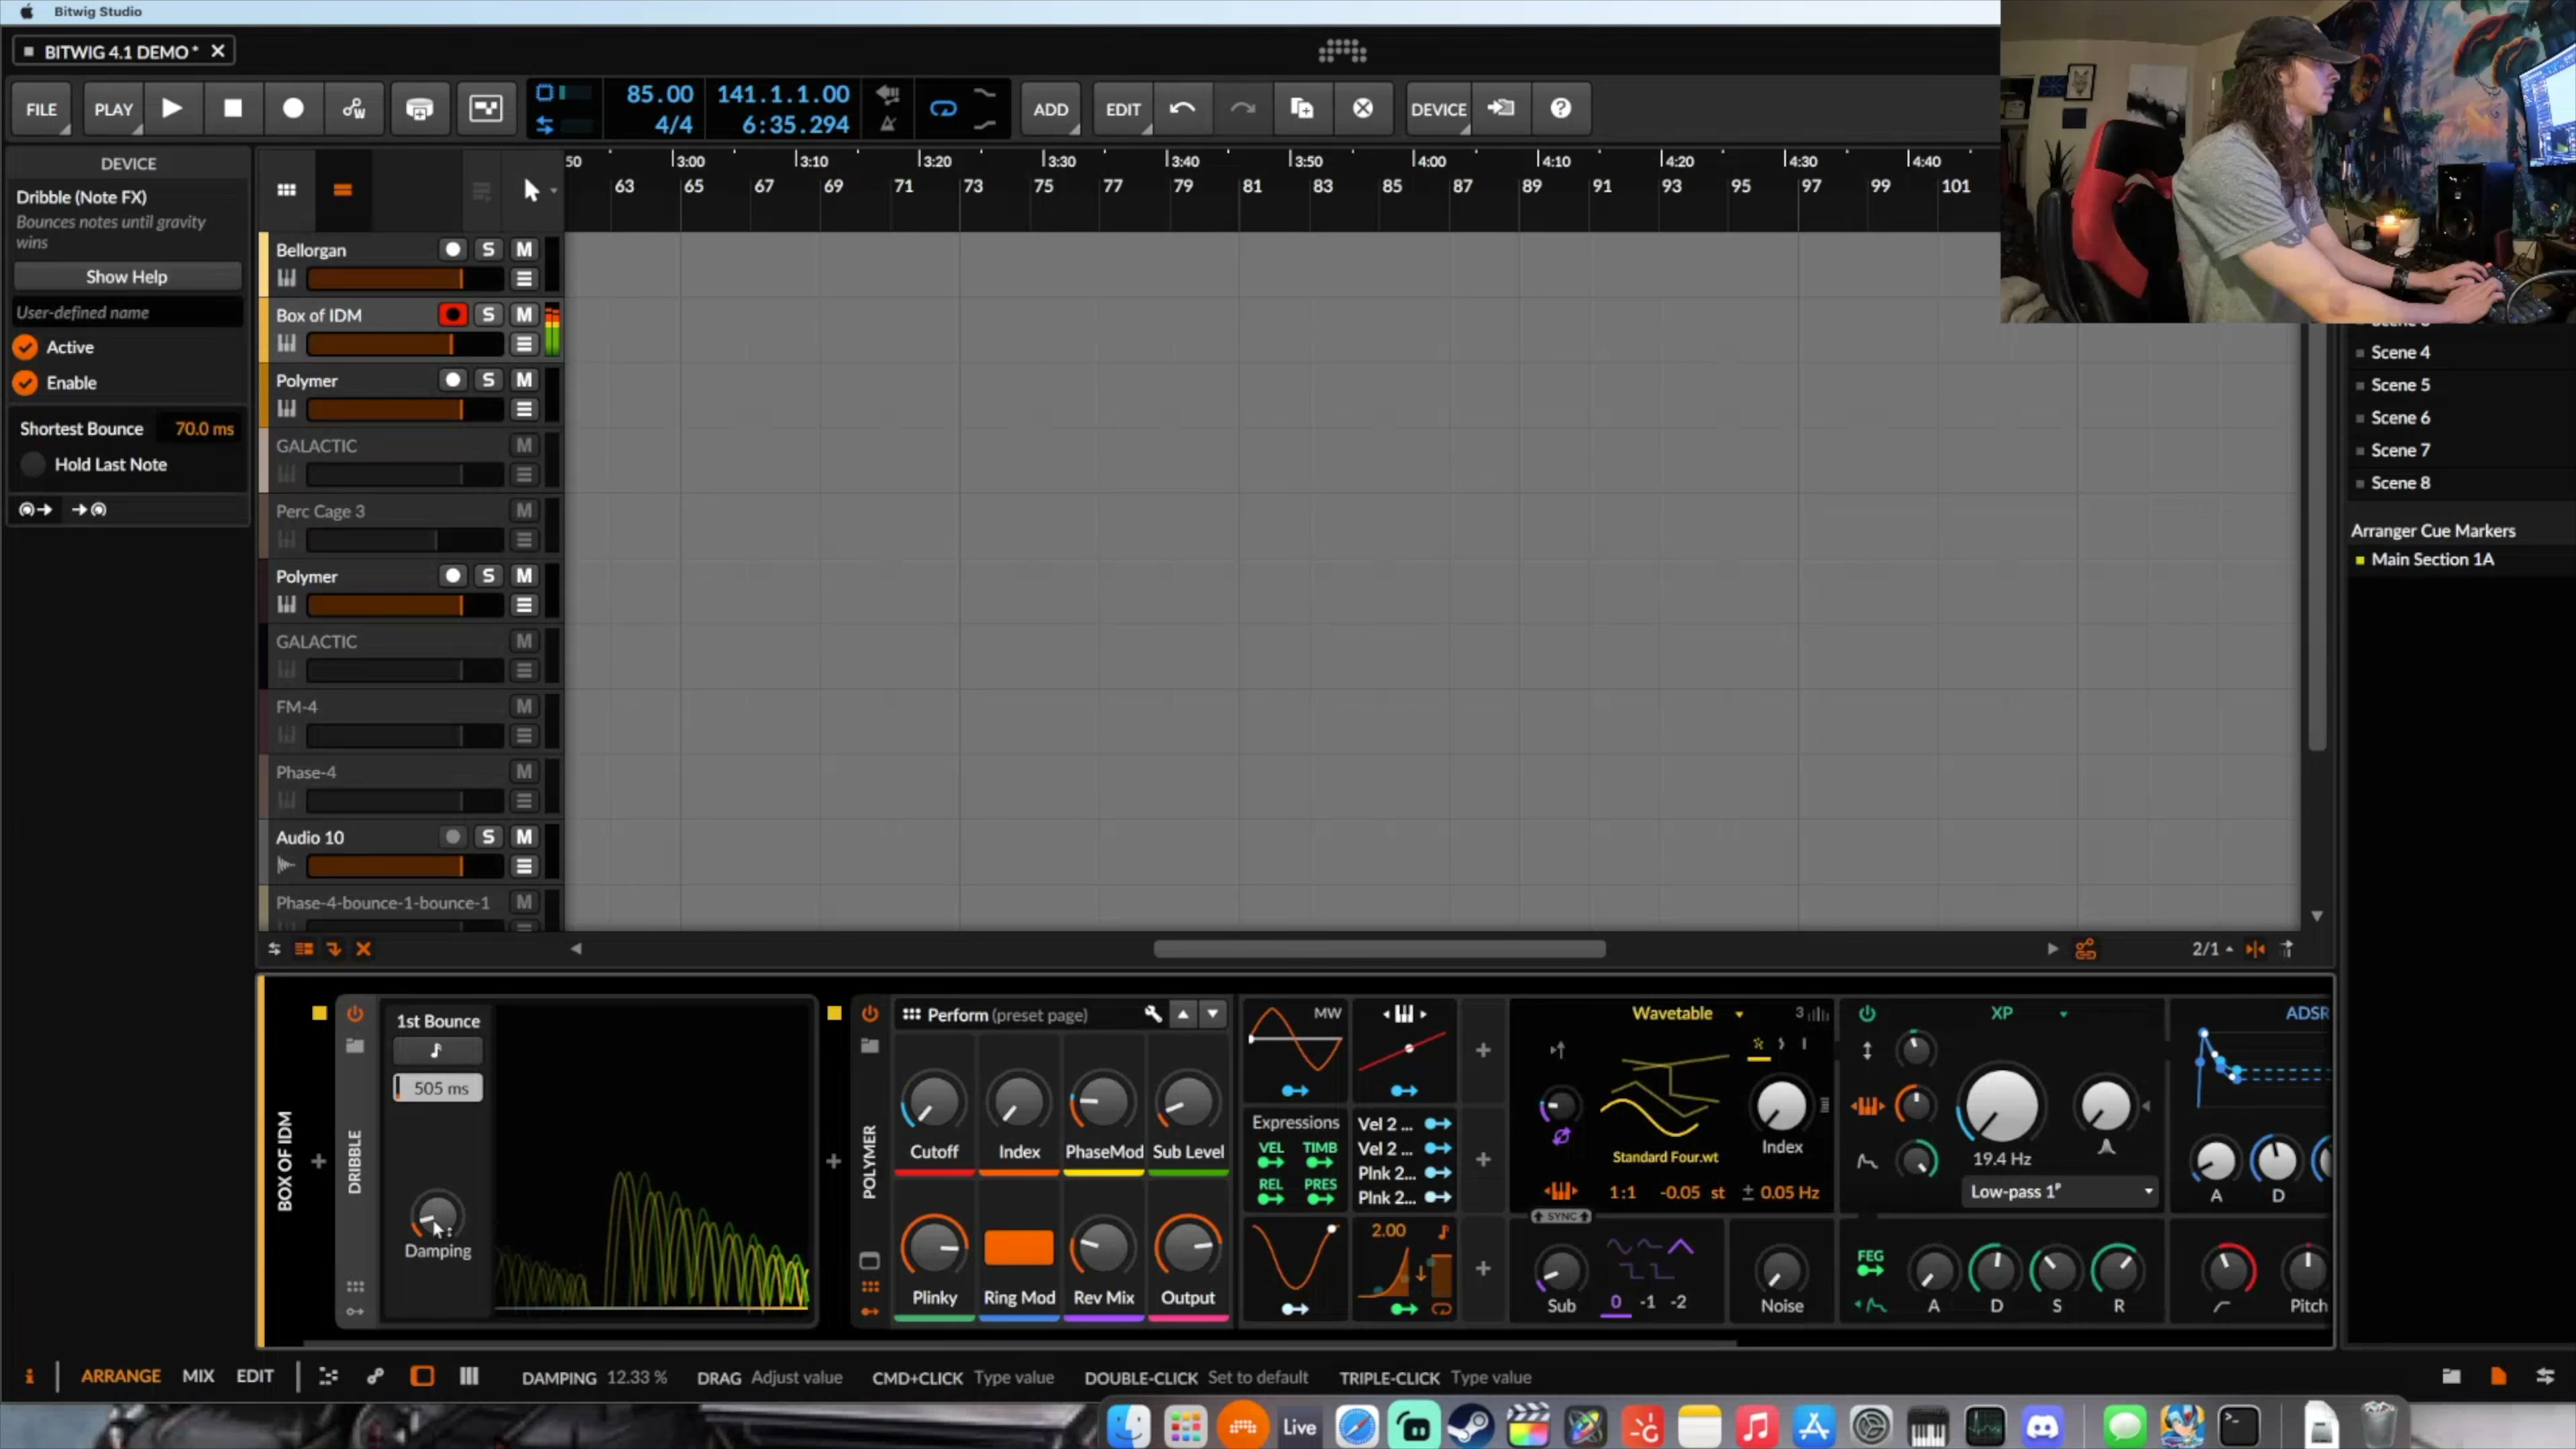 Bitwig Studio
BITWIG 4.1 DEMO*
FILE
PLAY
85.00
4/4
141.1.1.00
6:35.294
ADD
EDIT
DEVICE
DEVICE
Dribble (Note FX)
Bounces notes until gravity
wins
Show Help
User-defined name
Active
Enable
Shortest Bounce 70.0 ms
Hold Last Note
50 3:00 3:10 3:20 3:30 3:40 3:50 4:00 4:10 4:20 4:30 4:40
63 65 67 69 71 73 75 77 79 81 83 85 87 89 91 93 95 97 99 101
Bellorgan S M
Box of IDM S M
Polymer S M
GALACTIC M
Perc Cage 3 M
Polymer S M
GALACTIC M
FM-4 M
Phase-4 M
Audio 10 S M
Phase-4-bounce-1-bounce-1 M
Scene 4
Scene 5
Scene 6
Scene 7
Scene 8
Arranger Cue Markers
Main Section 1A
2/1
BOX OF IDM
DRIBBLE
1st Bounce
505 ms
Damping
POLYMER
Perform (preset page)
Cutoff Index PhaseMod Sub Level
Plinky Ring Mod Rev Mix Output
MW
Expressions
VEL TIMB
REL PRES
Vel 2 ...
Vel 2 ...
Plnk 2...
Plnk 2...
2.00
Wavetable 3
Standard Four.wt
Index
1:1 -0.05 st ± 0.05 Hz
SYNC
Sub
0 -1 -2
Noise
XP
19.4 Hz
Low-pass 1ᴾ
FEG
A D S R
ADSR
A D
Pitch
i ARRANGE MIX EDIT
DAMPING 12.33 % DRAG Adjust value CMD+CLICK Type value DOUBLE-CLICK Set to default TRIPLE-CLICK Type value
Live